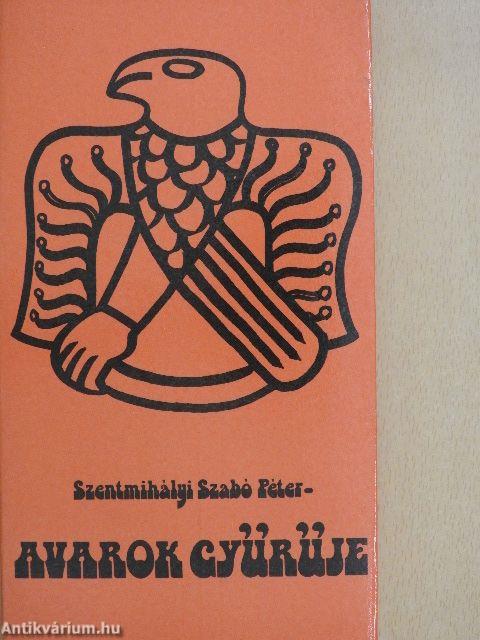 Szentmihályi Szabó Péter-
AVAROK GYŰRŰJE
Antikvárium.hu